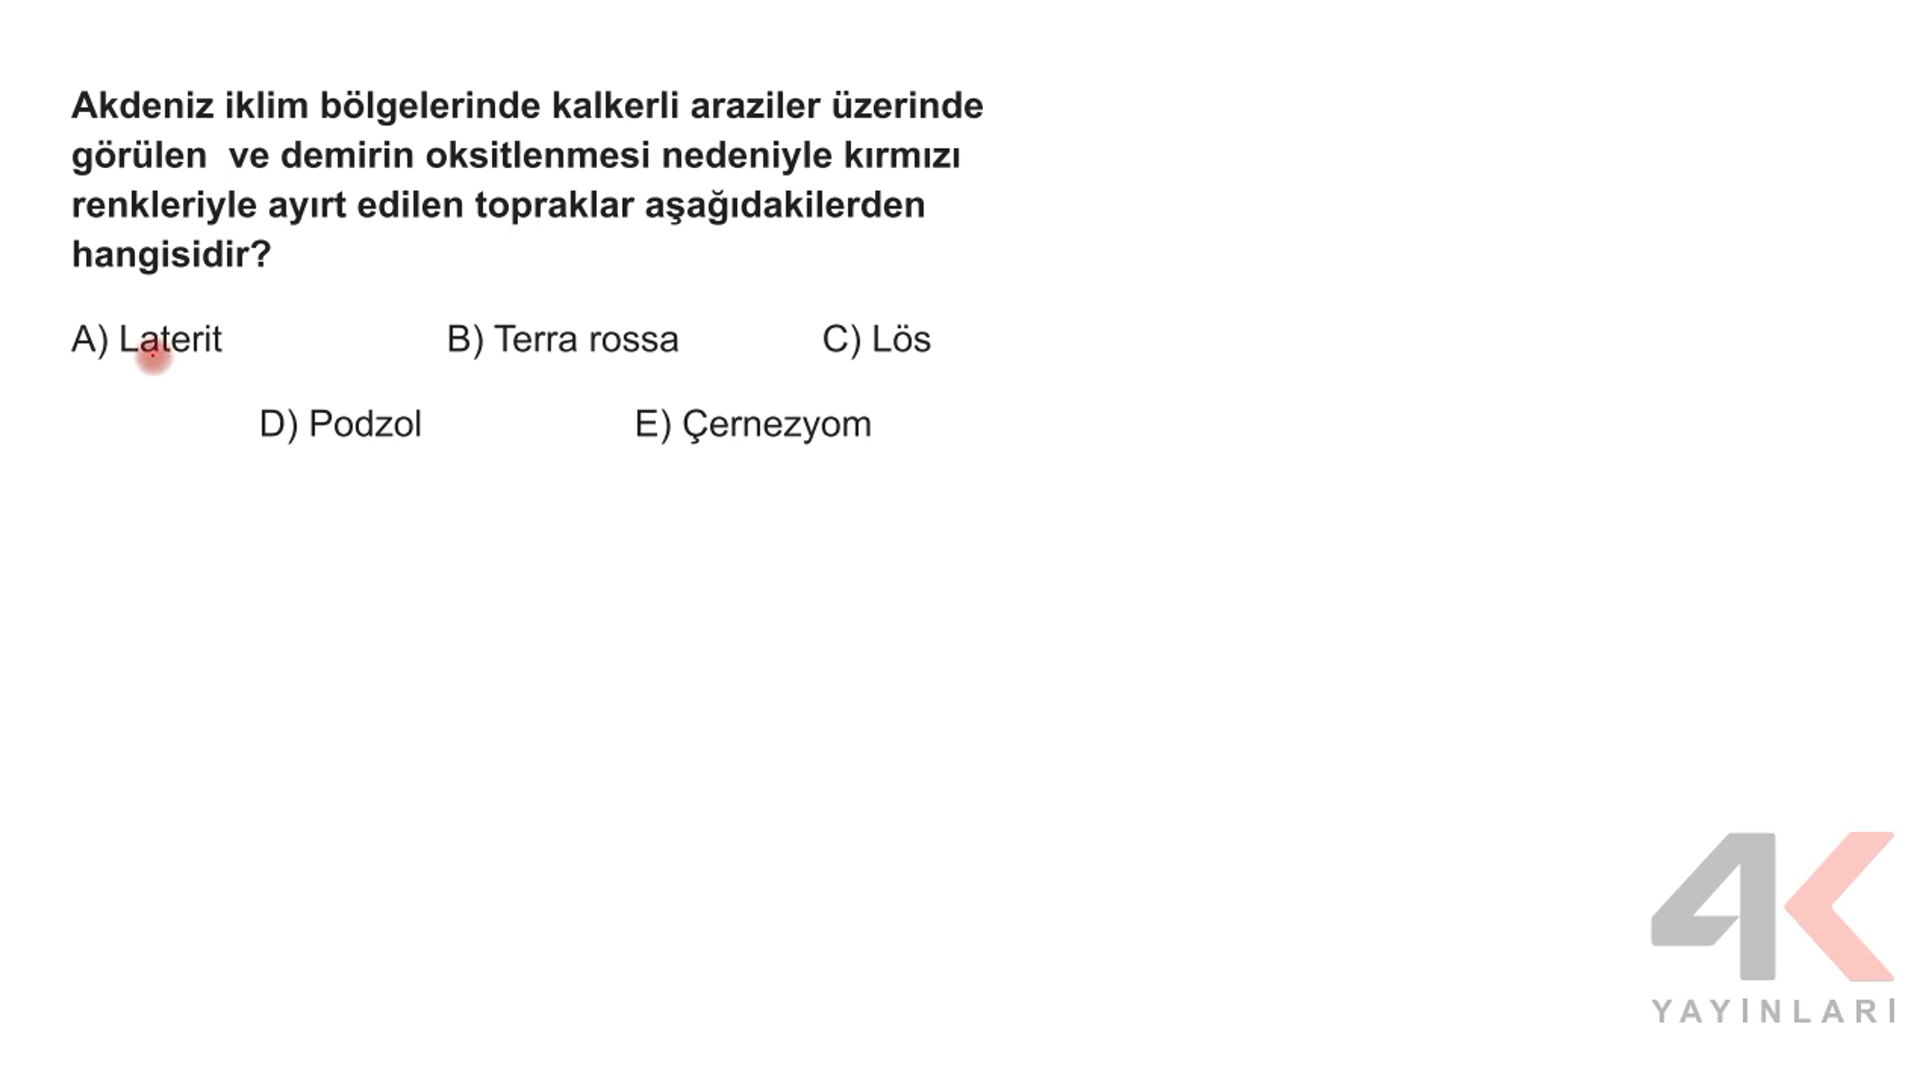 Akdeniz iklim bölgelerinde kalkerli araziler üzerinde
görülen  ve demirin oksitlenmesi nedeniyle kırmızı
renkleriyle ayırt edilen topraklar aşağıdakilerden
hangisidir?
A) Laterit B) Terra rossa C) Lös
D) Podzol E) Çernezyom
4K
YAYINLARI